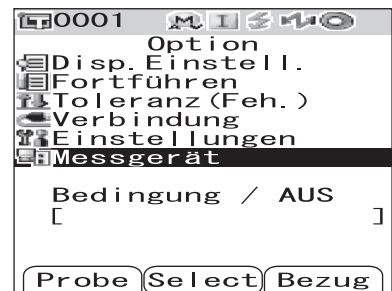 0001 M I
Option
Disp.Einstell.
Fortführen
Toleranz(Feh.)
Verbindung
Einstellungen
Messgerät
Bedingung / AUS
[ ]
Probe Select Bezug